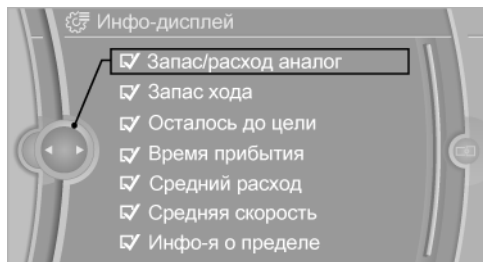 Инфо-дисплей
Запас/расход аналог
Запас хода
Осталось до цели
Время прибытия
Средний расход
Средняя скорость
Инфо-я о пределе